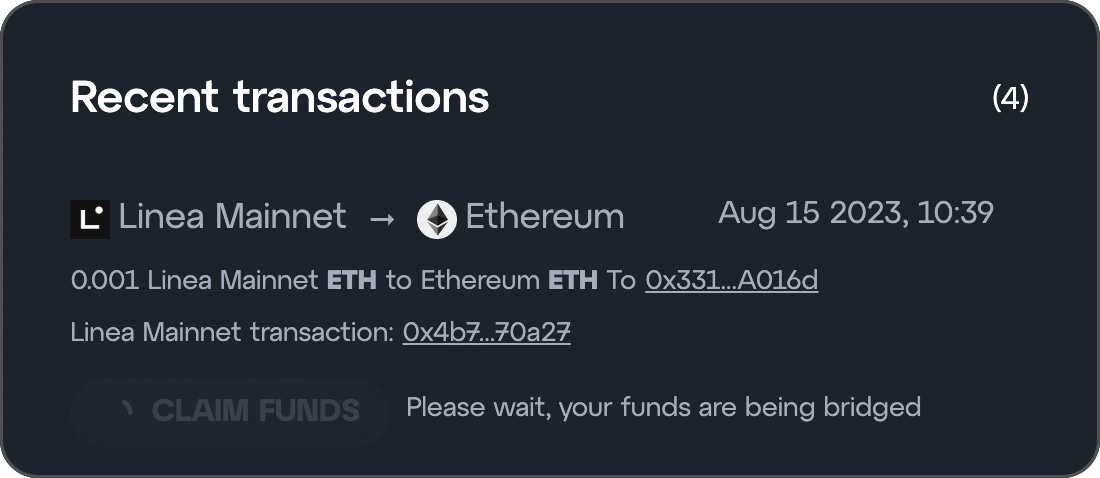 Recent transactions (4)
L Linea Mainnet → Ethereum Aug 15 2023, 10:39
0.001 Linea Mainnet ETH to Ethereum ETH To 0x331...A016d
Linea Mainnet transaction: 0x4b7...70a27
CLAIM FUNDS Please wait, your funds are being bridged